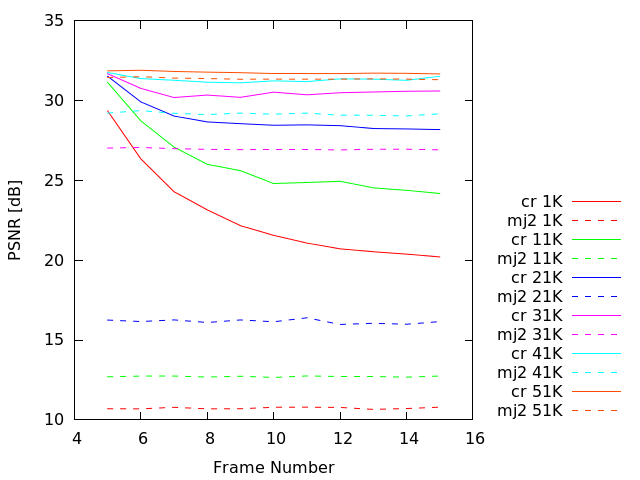 35
30
25
20
15
10
4
6
8
10
12
14
16
PSNR [dB]
Frame Number
cr 1K
mj2 1K
cr 11K
mj2 11K
cr 21K
mj2 21K
cr 31K
mj2 31K
cr 41K
mj2 41K
cr 51K
mj2 51K